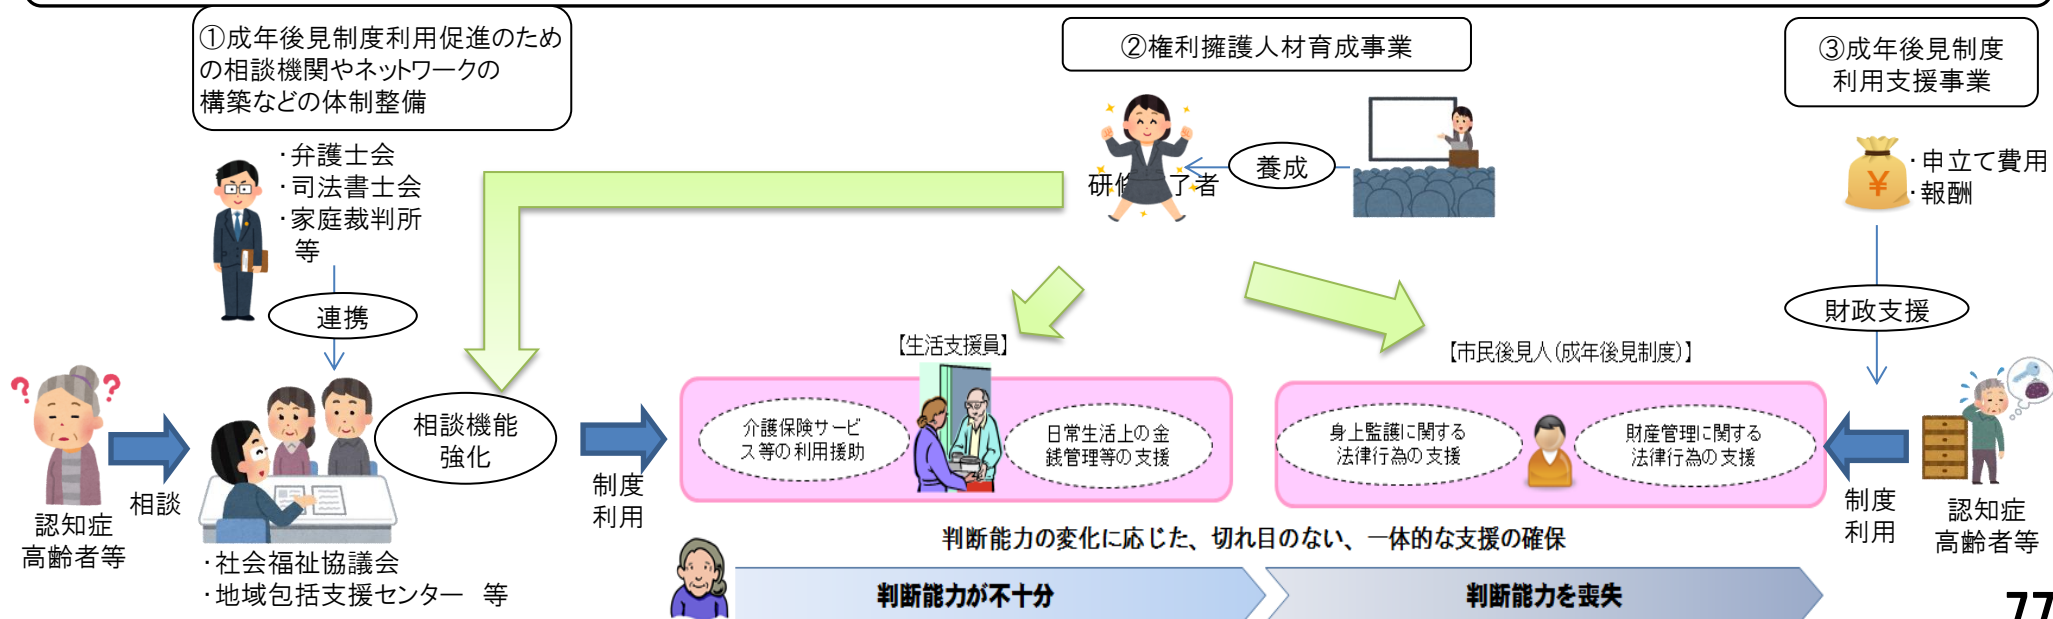 ①成年後見制度利用促進のため
の相談機関やネットワークの
構築などの体制整備
・弁護士会
・司法書士会
・家庭裁判所
等
連携
認知症
高齢者等
相談
相談機能
強化
・社会福祉協議会
・地域包括支援センター 等
制度
利用
②権利擁護人材育成事業
養成
研修 了者
【生活支援員】
介護保険サービ
ス等の利用援助
日常生活上の金
銭管理等の支援
【市民後見人（成年後見制度）】
身上監護に関する
法律行為の支援
財産管理に関する
法律行為の支援
③成年後見制度
利用支援事業
¥
・申立て費用
・報酬
財政支援
制度
利用
認知症
高齢者等
判断能力の変化に応じた、切れ目のない、一体的な支援の確保
判断能力が不十分
判断能力を喪失
77